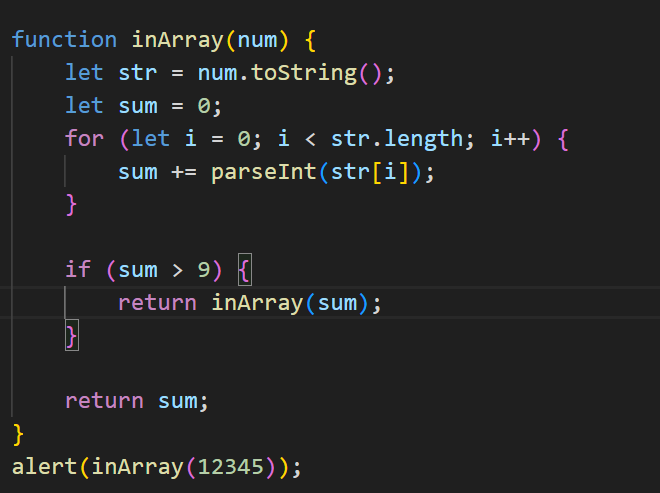 function inArray(num) {
    let str = num.toString();
    let sum = 0;
    for (let i = 0; i < str.length; i++) {
        sum += parseInt(str[i]);
    }
    if (sum > 9) {
        return inArray(sum);
    }
    return sum;
}
alert(inArray(12345));